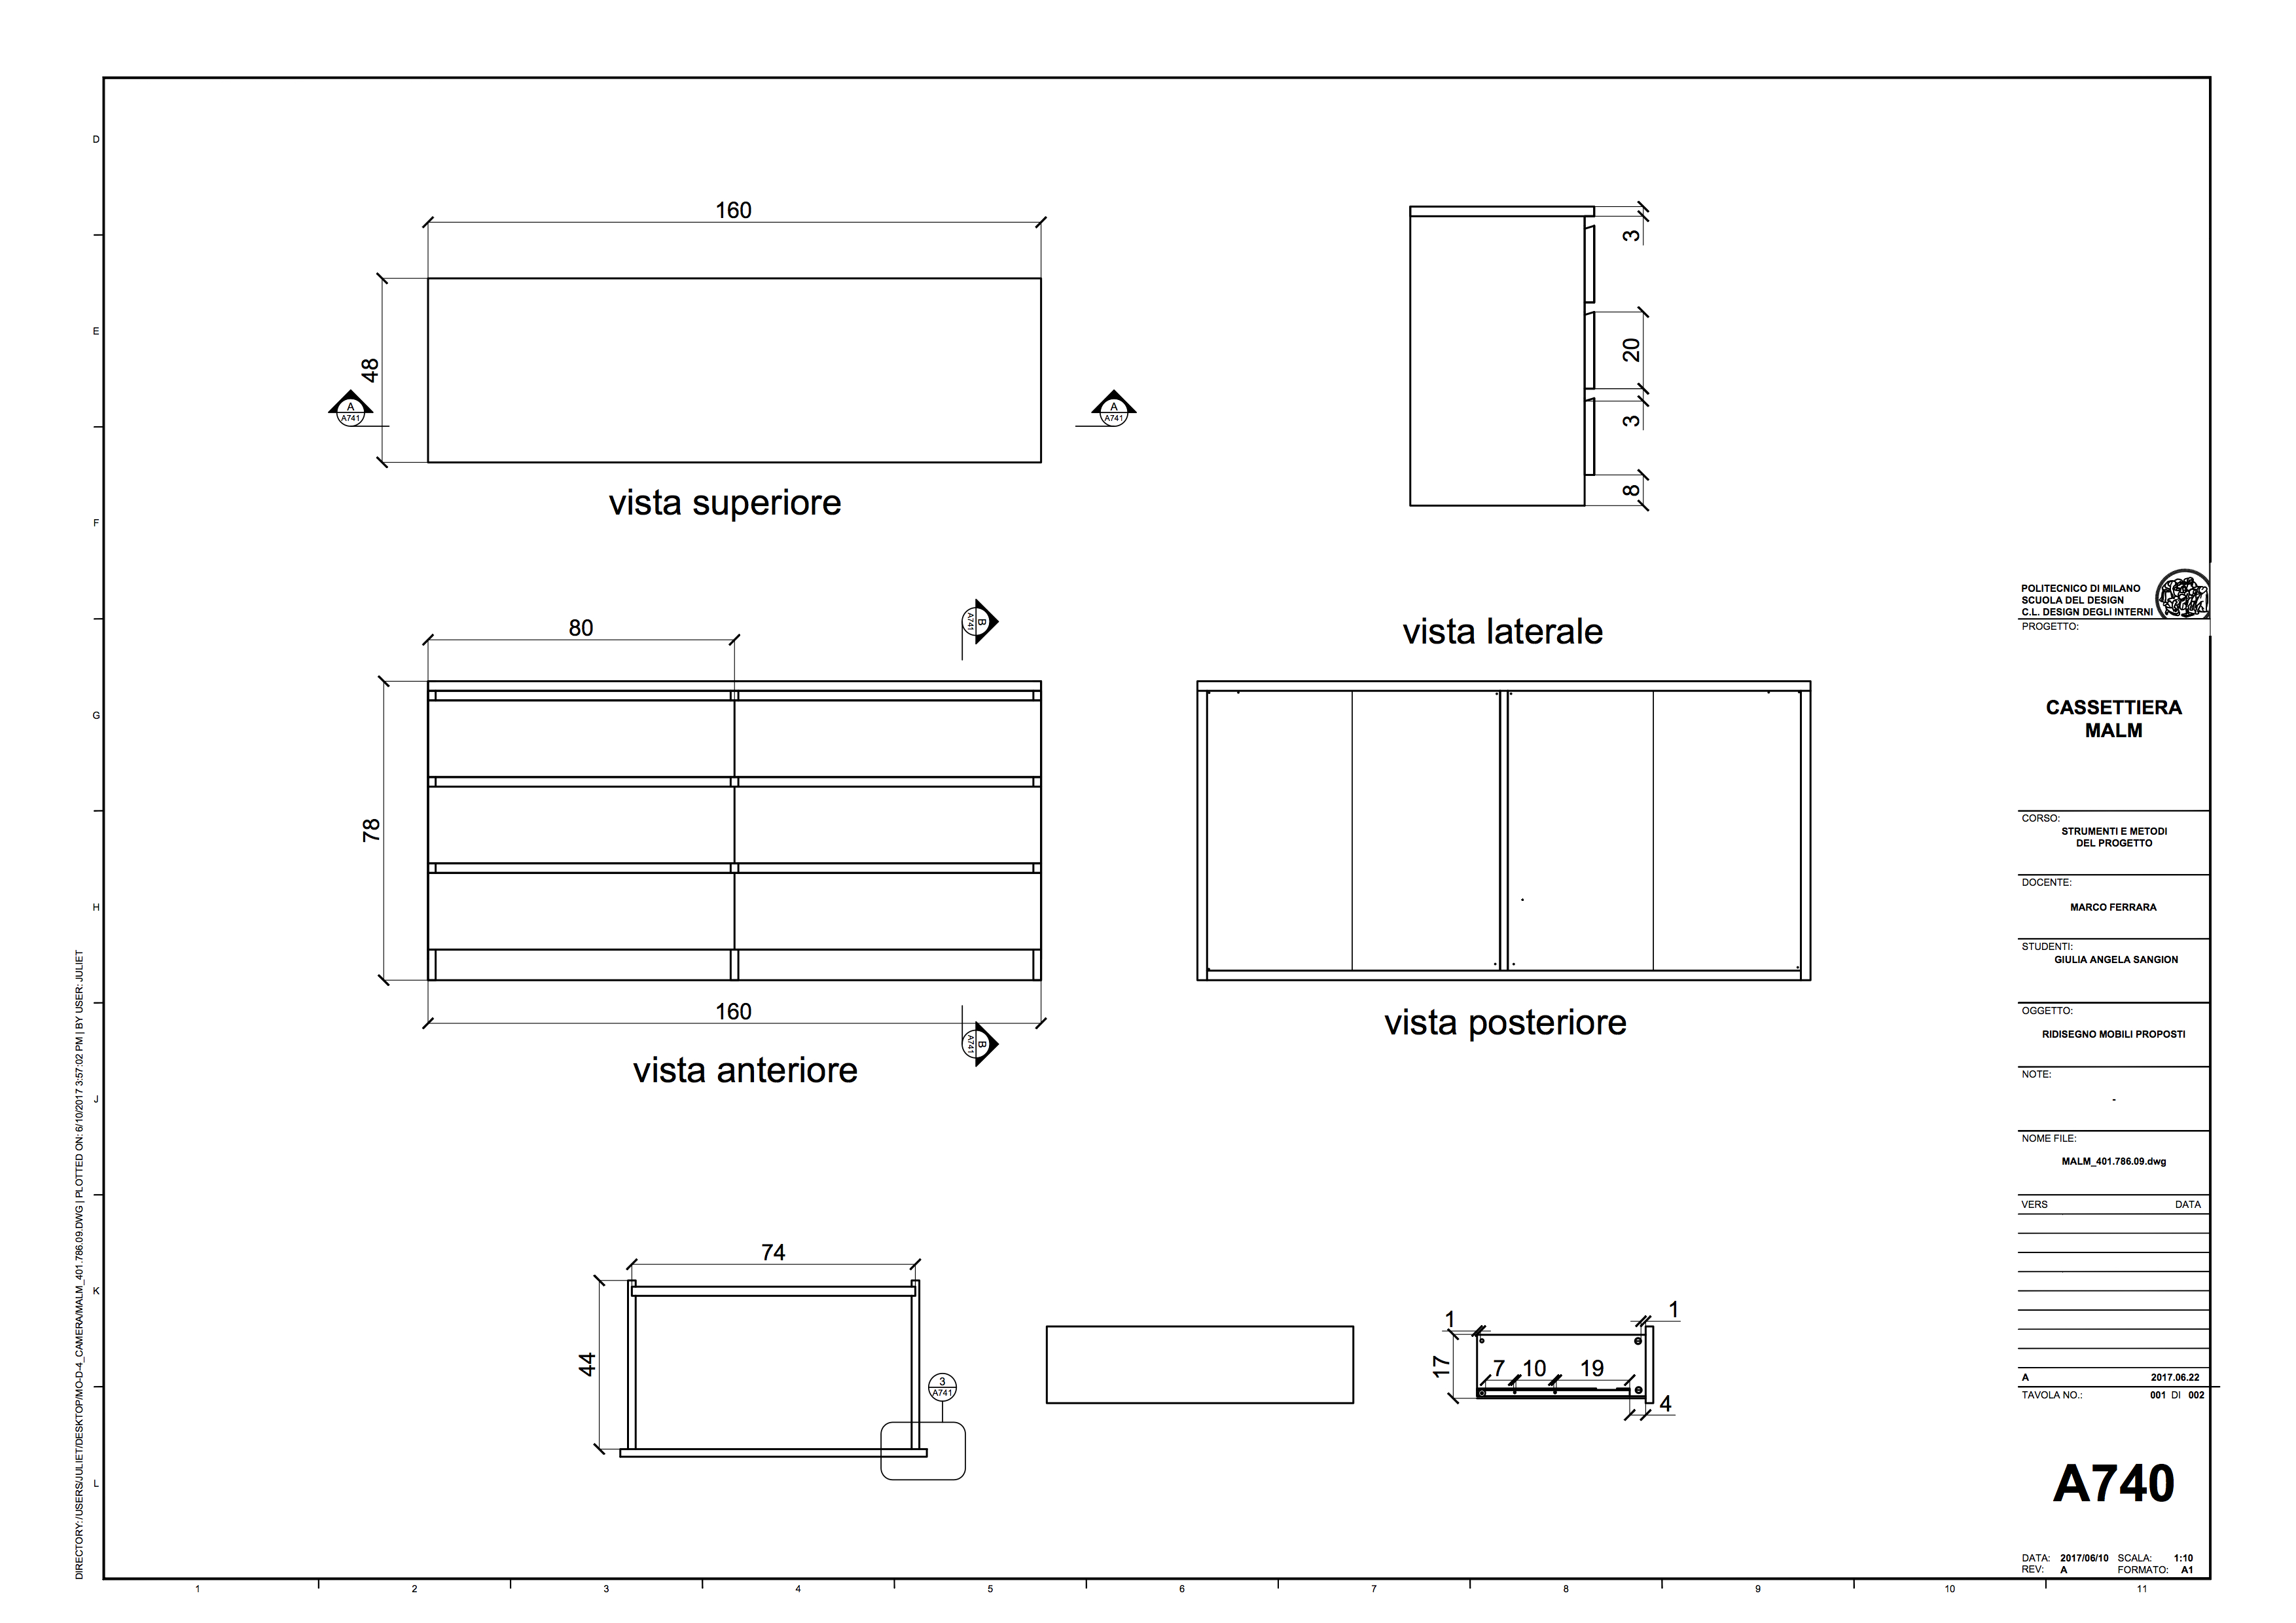 D
E
F
G
H
J
K
L
DIRECTORY:/USERS/JULIET/DESKTOP/MO-D-4_CAMERA/MALM_401.786.09.DWG | PLOTTED ON: 6/10/2017 3:57:02 PM | BY USER: JULIET
160
48
A
A741
A
A741
vista superiore
3
20
3
8
vista laterale
80
B
A741
78
160
B
A741
vista anteriore
vista posteriore
74
44
3
A741
1
1
17
7 10 19
4
POLITECNICO DI MILANO
SCUOLA DEL DESIGN
C.L. DESIGN DEGLI INTERNI
PROGETTO:
CASSETTIERA
MALM
CORSO:
STRUMENTI E METODI
DEL PROGETTO
DOCENTE:
MARCO FERRARA
STUDENTI:
GIULIA ANGELA SANGION
OGGETTO:
RIDISEGNO MOBILI PROPOSTI
NOTE:
-
NOME FILE:
MALM_401.786.09.dwg
VERS DATA
A 2017.06.22
TAVOLA NO.: 001 DI 002
A740
DATA: 2017/06/10 SCALA: 1:10
REV: A FORMATO: A1
1 2 3 4 5 6 7 8 9 10 11